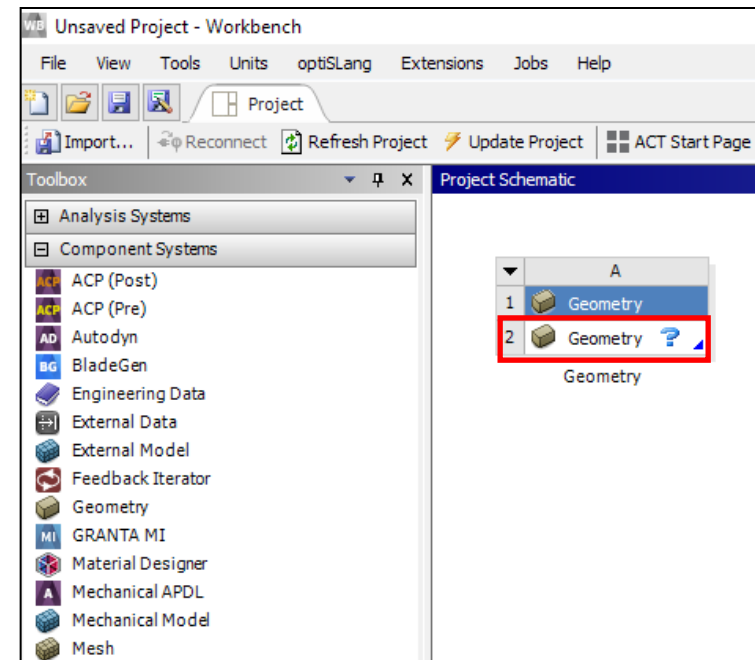 WB Unsaved Project - Workbench
File View Tools Units optiSLang Extensions Jobs Help
Project
Import... Reconnect Refresh Project Update Project ACT Start Page
Toolbox X Project Schematic
Analysis Systems
Component Systems
A
1 Geometry
2 Geometry ?
Geometry
ACP ACP (Post)
ACP ACP (Pre)
AD Autodyn
BG BladeGen
Engineering Data
External Data
External Model
Feedback Iterator
Geometry
MI GRANTA MI
Material Designer
A Mechanical APDL
Mechanical Model
Mesh